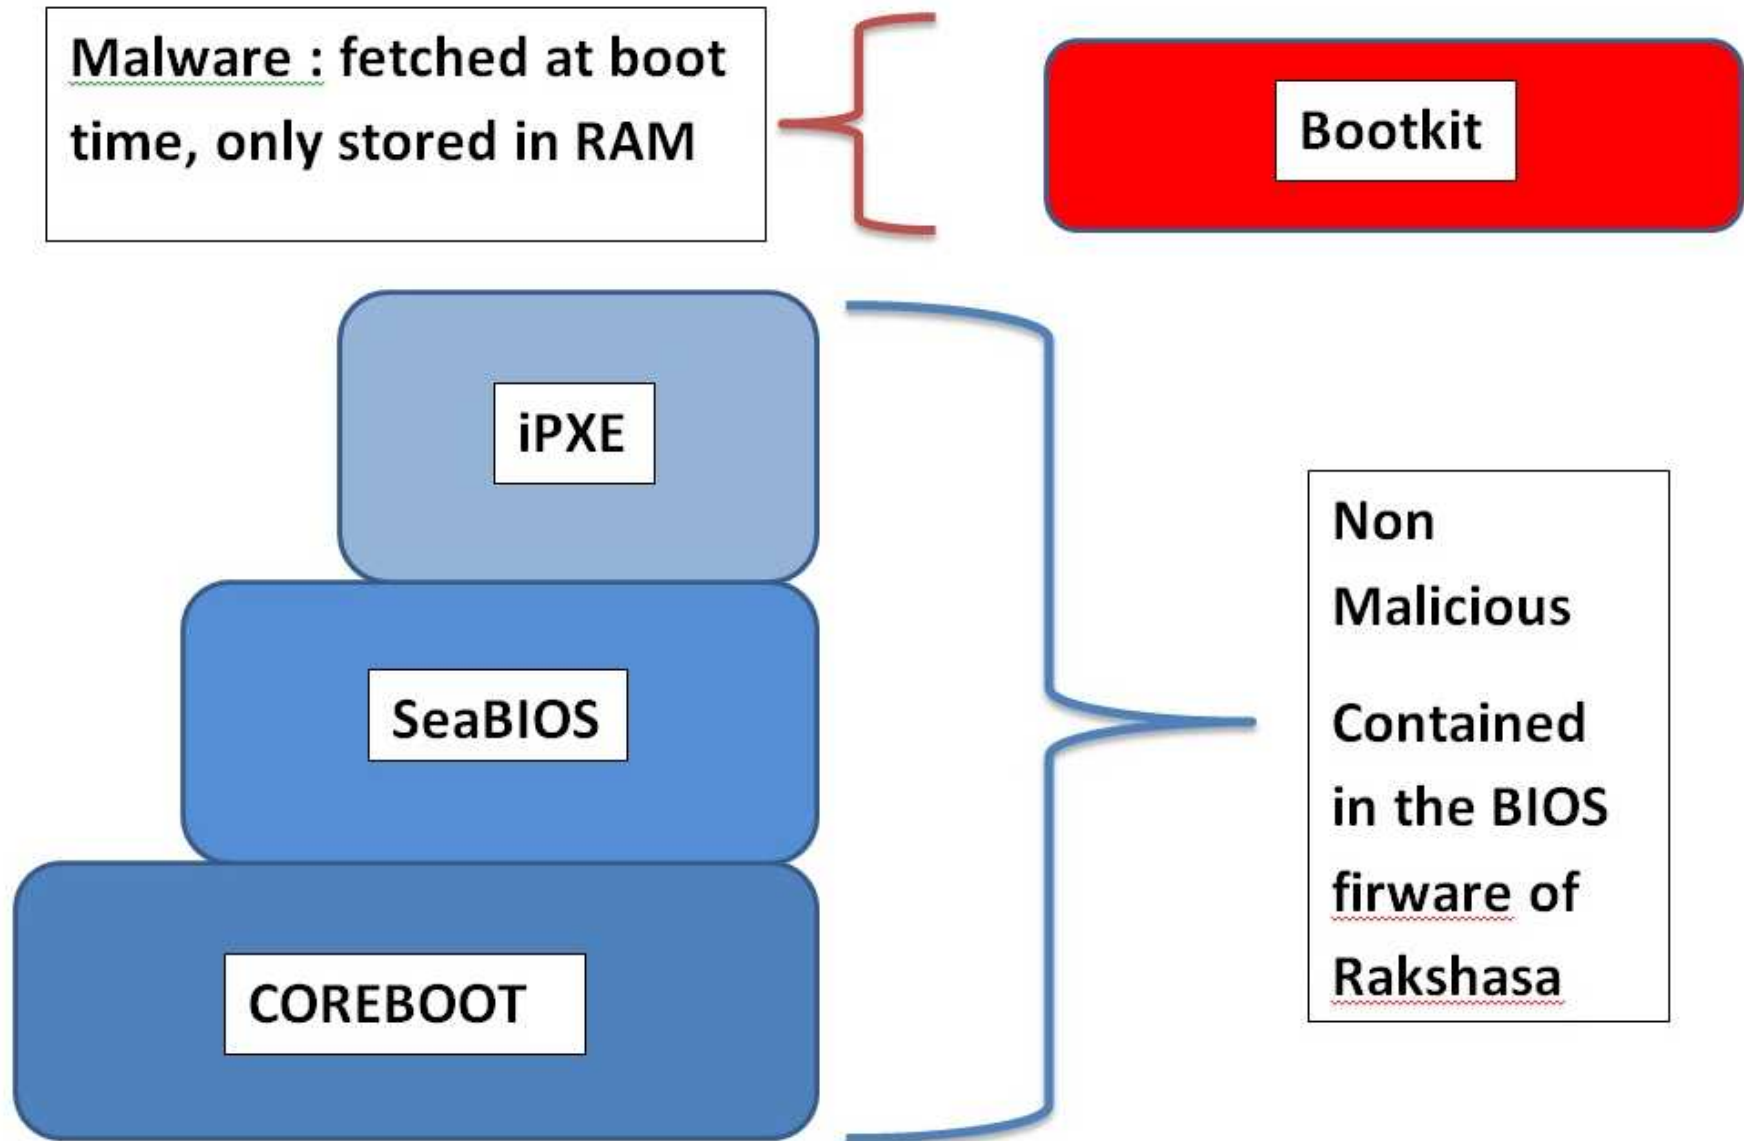 Malware : fetched at boot
time, only stored in RAM
Bootkit
iPXE
SeaBIOS
COREBOOT
Non
Malicious
Contained
in the BIOS
firware of
Rakshasa